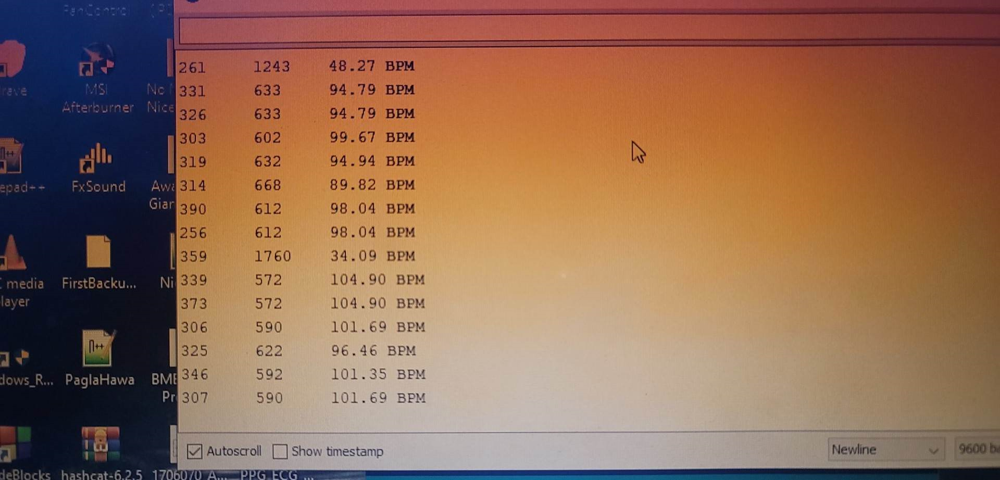 FanControl
261 1243 48.27 BPM
331 633 94.79 BPM
326 633 94.79 BPM
303 602 99.67 BPM
319 632 94.94 BPM
314 668 89.82 BPM
390 612 98.04 BPM
256 612 98.04 BPM
359 1760 34.09 BPM
339 572 104.90 BPM
373 572 104.90 BPM
306 590 101.69 BPM
325 622 96.46 BPM
346 592 101.35 BPM
307 590 101.69 BPM
Autoscroll Show timestamp Newline 9600
rave
MSI
Afterburner
No
Nice
n++
epad++
FxSound
Awa
Gian
media
layer
FirstBacku...
Ni
n++
dows_R...
PaglaHawa
BME
Pr
deBlocks
hashcat-6.2.5
1706070_A...
PPG_ECG_...